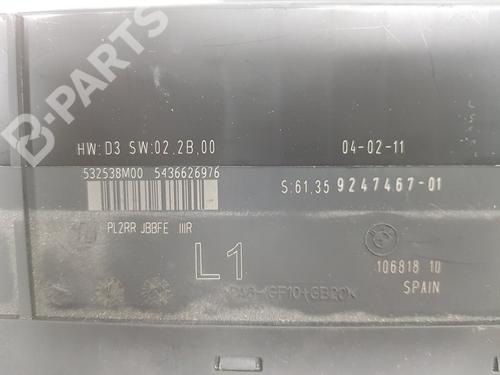 HW: D3 SW:02.2B.00
04-02-11
532538M00 5436626976
S:61.35 9247467-01
PL2RR JBBFE IIIR
L1
106818 10
SPAIN
B-PARTS